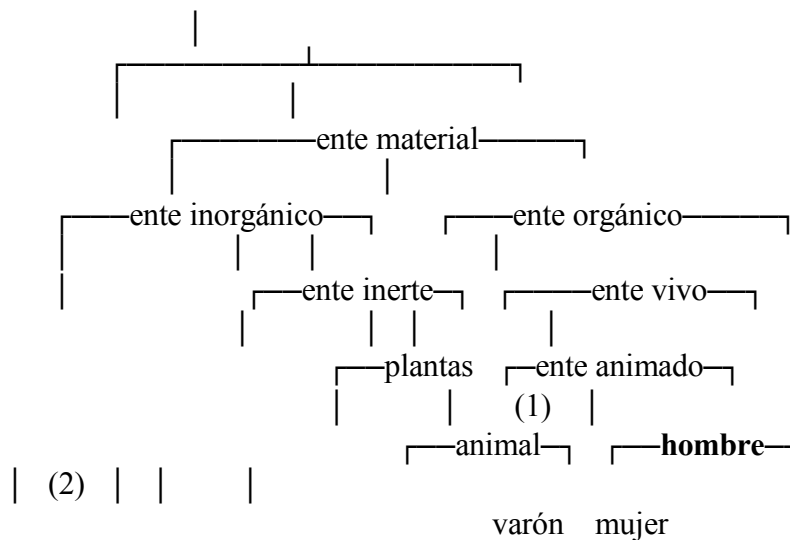 ente material
ente inorgánico ente orgánico
ente inerte ente vivo
plantas ente animado
(1)
animal hombre
(2)
varón mujer